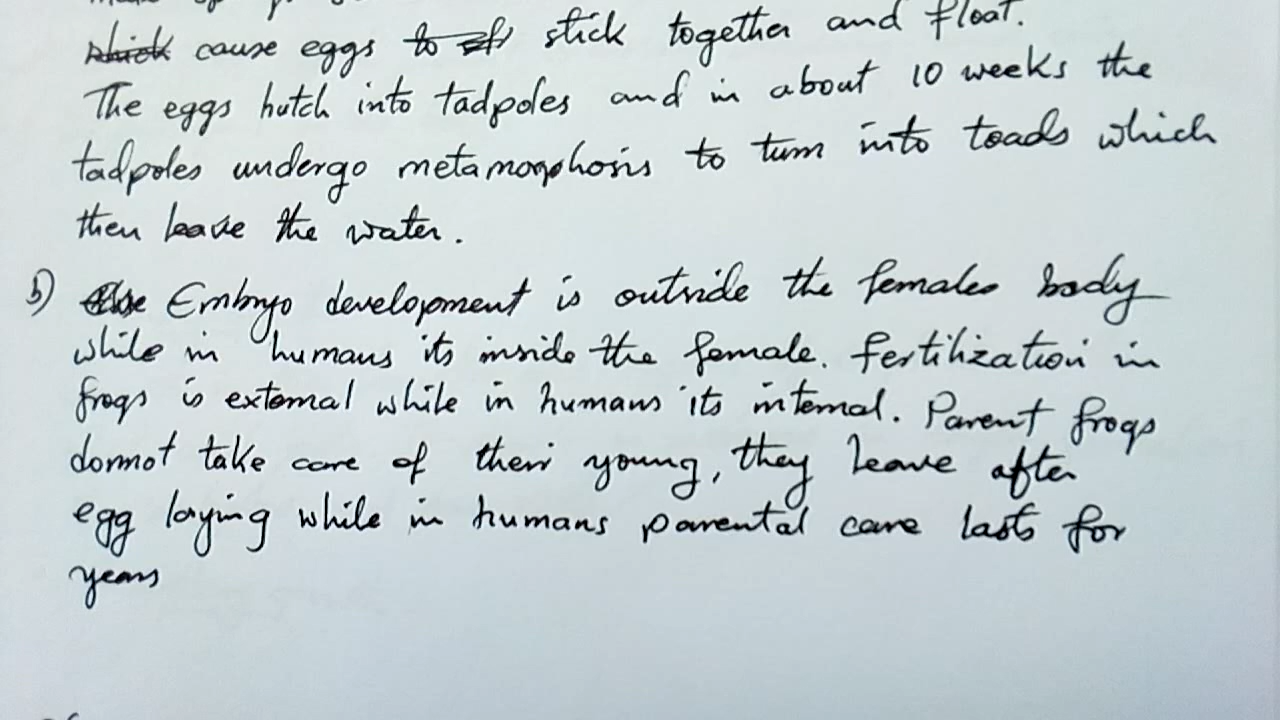 cause eggs stick together and float.
The eggs hutch into tadpoles and in about 10 weeks the
tadpoles undergo metamorphosis to turn into toads which
then leave the water.
b) Embryo development is outside the females body
while in humans its inside the female. Fertilization in
frogs is external while in humans its internal. Parent frogs
donnot take care of their young, they leave after
egg laying while in humans parental care lasts for
years